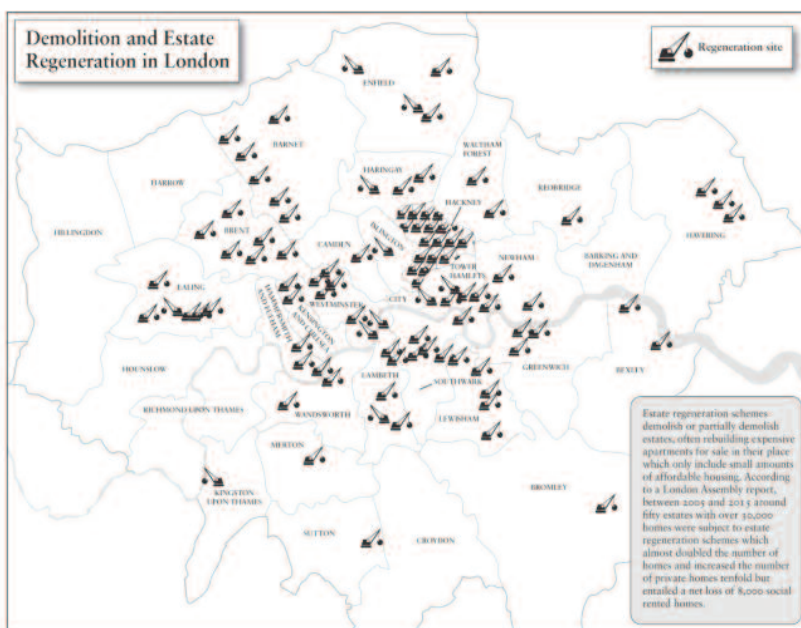 Demolition and Estate
Regeneration in London
Regeneration site
ENFIELD
BARNET
WALTHAM
FOREST
HARINGAY
REDBRIDGE
HARROW
HACKNEY
HAVERING
HILLINGDON
ISLINGTON
BRENT
CAMDEN
TOWER
HAMLETS
NEWHAM
BARKING AND
DAGENHAM
EALING
CITY
WESTMINSTER
HAMMERSMITH
AND FULHAM
KENSINGTON
AND CHELSEA
HOUNSLOW
LAMBETH
GREENWICH
BEXLEY
SOUTHWARK
RICHMOND UPON THAMES
WANDSWORTH
LEWISHAM
MERTON
KINGSTON
UPON THAMES
BROMLEY
SUTTON
CROYDON
Estate regeneration schemes
demolish or partially demolish
estates, often rebuilding expensive
apartments for sale in their place
which only include small amounts
of affordable housing. According
to a London Assembly report,
between 2005 and 2015 around
fifty estates with over 30,000
homes were subject to estate
regeneration schemes which
almost doubled the number of
homes and increased the number
of private homes tenfold but
entailed a net loss of 8,000 social
rented homes.